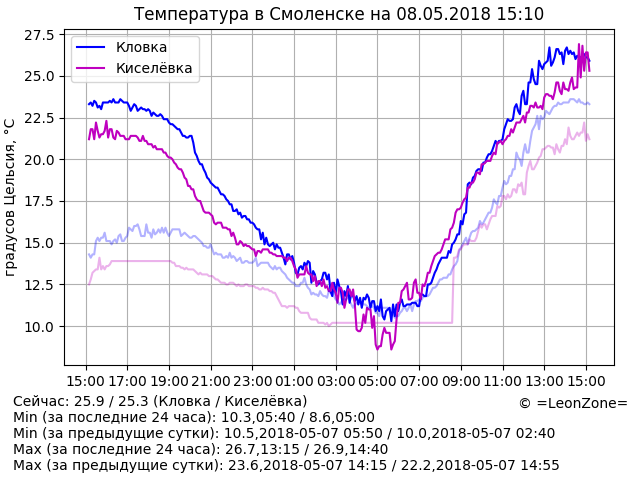 Температура в Смоленске на 08.05.2018 15:10
градусов Цельсия, °C
27.5
25.0
22.5
20.0
17.5
15.0
12.5
10.0
Кловка
Киселёвка
15:00 17:00 19:00 21:00 23:00 01:00 03:00 05:00 07:00 09:00 11:00 13:00 15:00
Сейчас: 25.9 / 25.3 (Кловка / Киселёвка)
© =LeonZone=
Min (за последние 24 часа): 10.3,05:40 / 8.6,05:00
Min (за предыдущие сутки): 10.5,2018-05-07 05:50 / 10.0,2018-05-07 02:40
Max (за последние 24 часа): 26.7,13:15 / 26.9,14:40
Max (за предыдущие сутки): 23.6,2018-05-07 14:15 / 22.2,2018-05-07 14:55